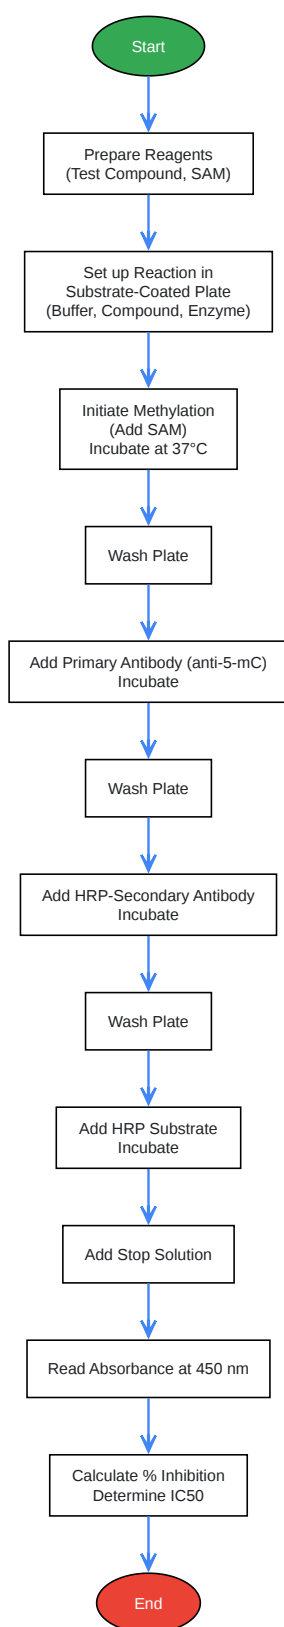 Start
Prepare Reagents
(Test Compound, SAM)
Set up Reaction in
Substrate-Coated Plate
(Buffer, Compound, Enzyme)
Initiate Methylation
(Add SAM)
Incubate at 37°C
Wash Plate
Add Primary Antibody (anti-5-mC)
Incubate
Wash Plate
Add HRP-Secondary Antibody
Incubate
Wash Plate
Add HRP Substrate
Incubate
Add Stop Solution
Read Absorbance at 450 nm
Calculate % Inhibition
Determine IC50
End